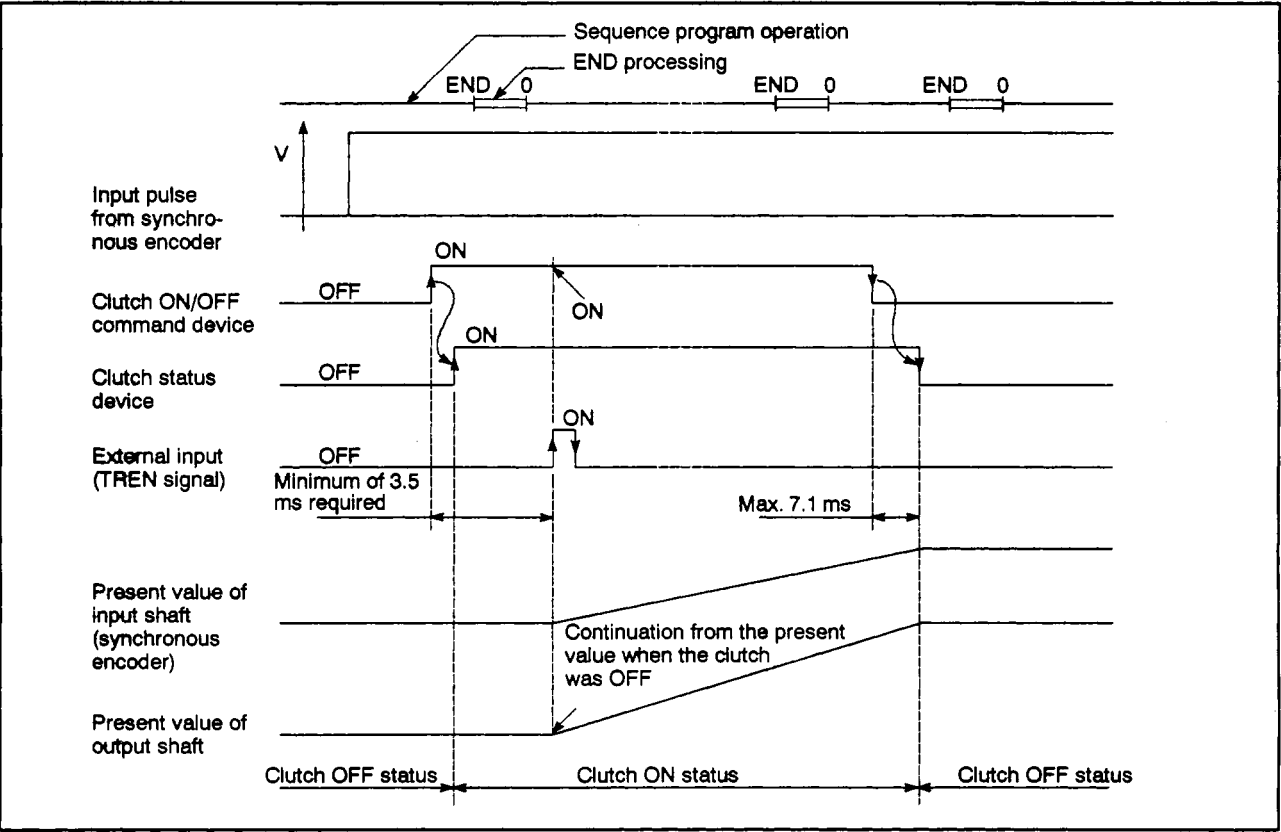 Sequence program operation
END processing
END 0
END 0
END 0
V
Input pulse
from synchro-
nous encoder
ON
OFF
ON
Clutch ON/OFF
command device
ON
OFF
Clutch status
device
ON
OFF
External input
(TREN signal)
Minimum of 3.5
ms required
Max. 7.1 ms
Present value of
input shaft
(synchronous
encoder)
Continuation from the present
value when the clutch
was OFF
Present value of
output shaft
Clutch OFF status
Clutch ON status
Clutch OFF status